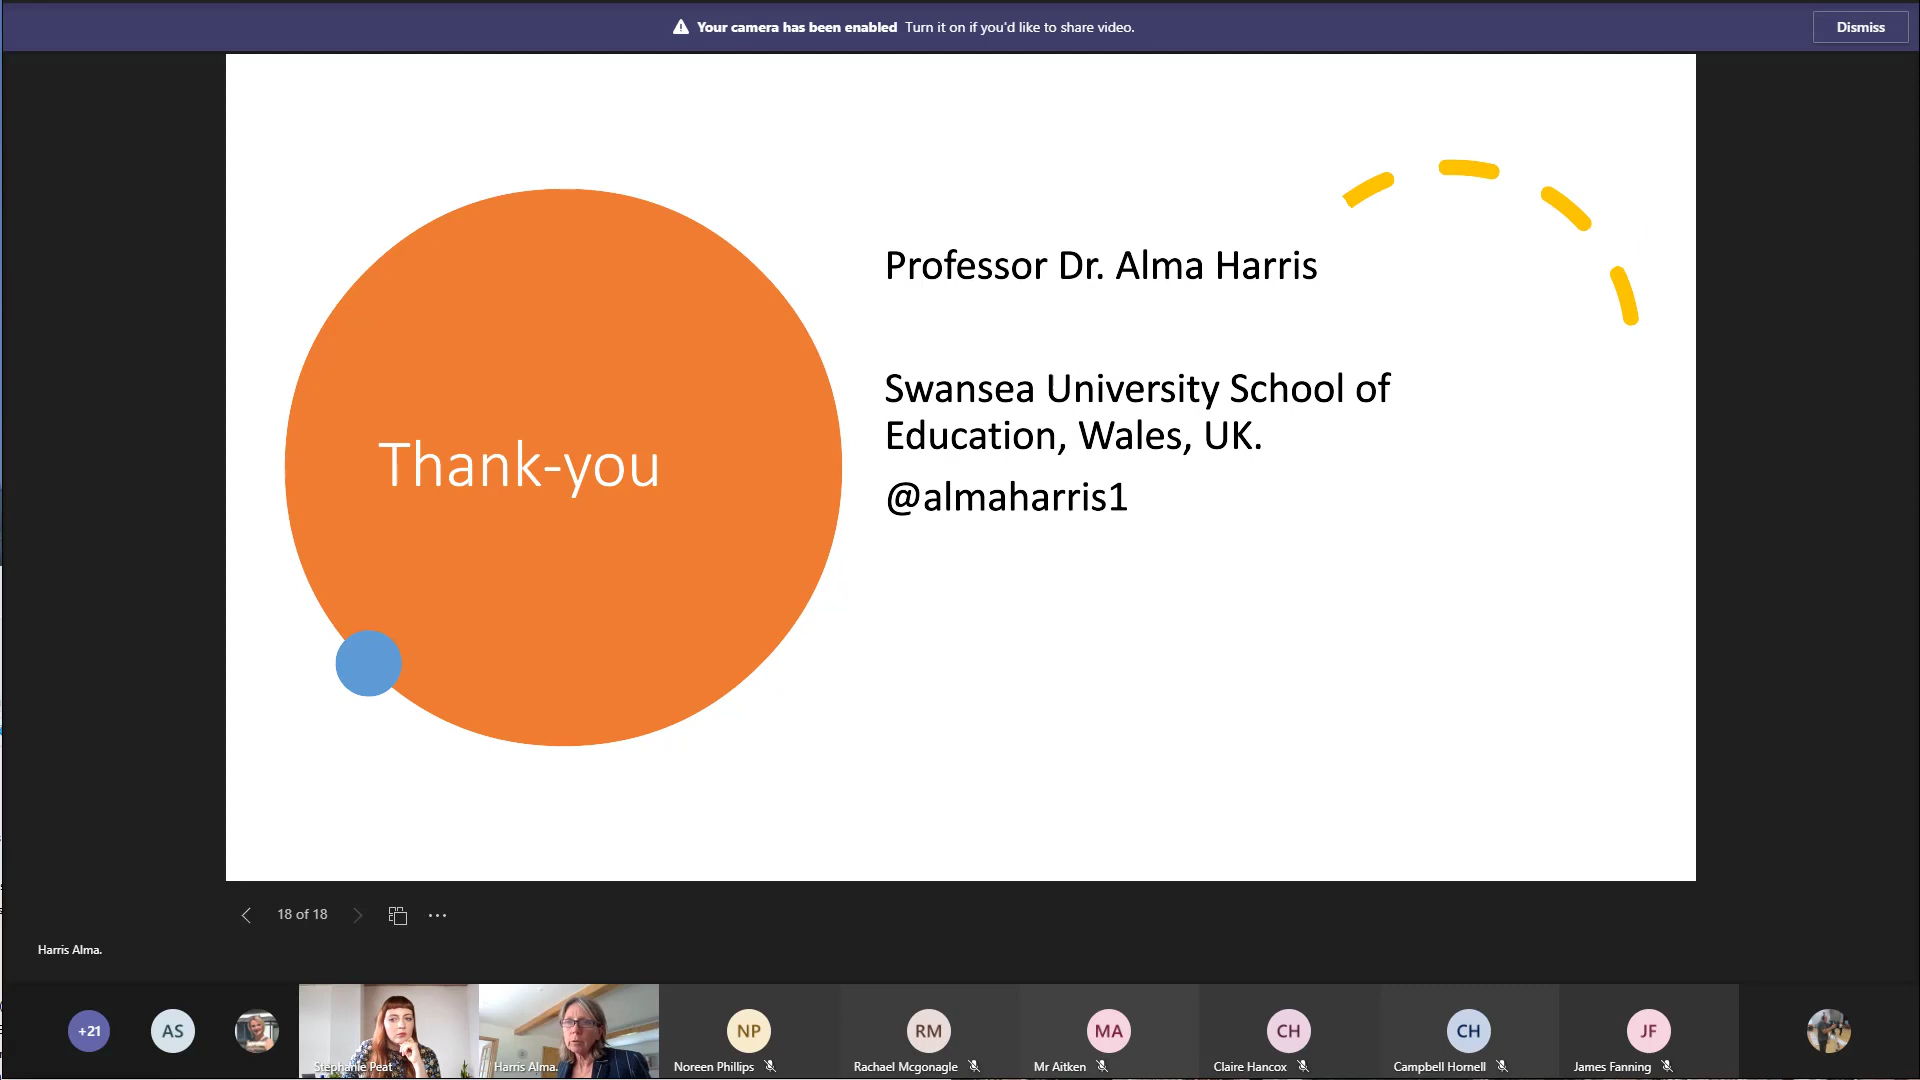 Your camera has been enabled Turn it on if you'd like to share video.
Dismiss
Thank-you
Professor Dr. Alma Harris
Swansea University School of
Education, Wales, UK.
@almaharris1
18 of 18
Harris Alma.
+21
AS
Stephanie Peat
Harris Alma.
NP
Noreen Phillips
RM
Rachael Mcgonagle
MA
Mr Aitken
CH
Claire Hancox
CH
Campbell Hornell
JF
James Fanning